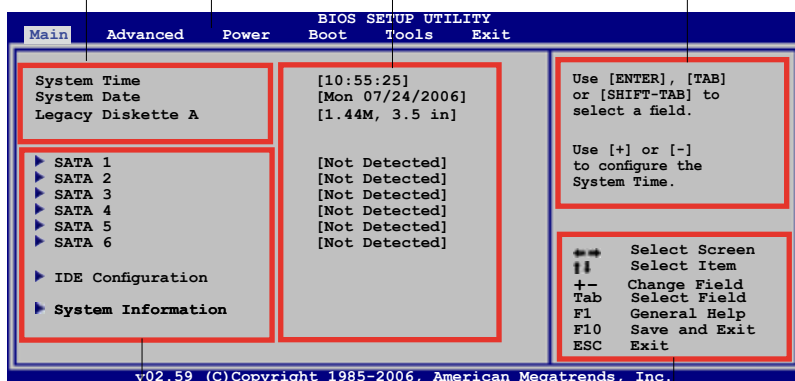 BIOS SETUP UTILITY
Main Advanced Power Boot Tools Exit
System Time [10:55:25]
System Date [Mon 07/24/2006]
Legacy Diskette A [1.44M, 3.5 in]
SATA 1 [Not Detected]
SATA 2 [Not Detected]
SATA 3 [Not Detected]
SATA 4 [Not Detected]
SATA 5 [Not Detected]
SATA 6 [Not Detected]
IDE Configuration
System Information
Use [ENTER], [TAB]
or [SHIFT-TAB] to
select a field.
Use [+] or [-]
to configure the
System Time.
Select Screen
Select Item
+- Change Field
Tab Select Field
F1 General Help
F10 Save and Exit
ESC Exit
v02.59 (C)Copyright 1985-2006, American Megatrends, Inc.